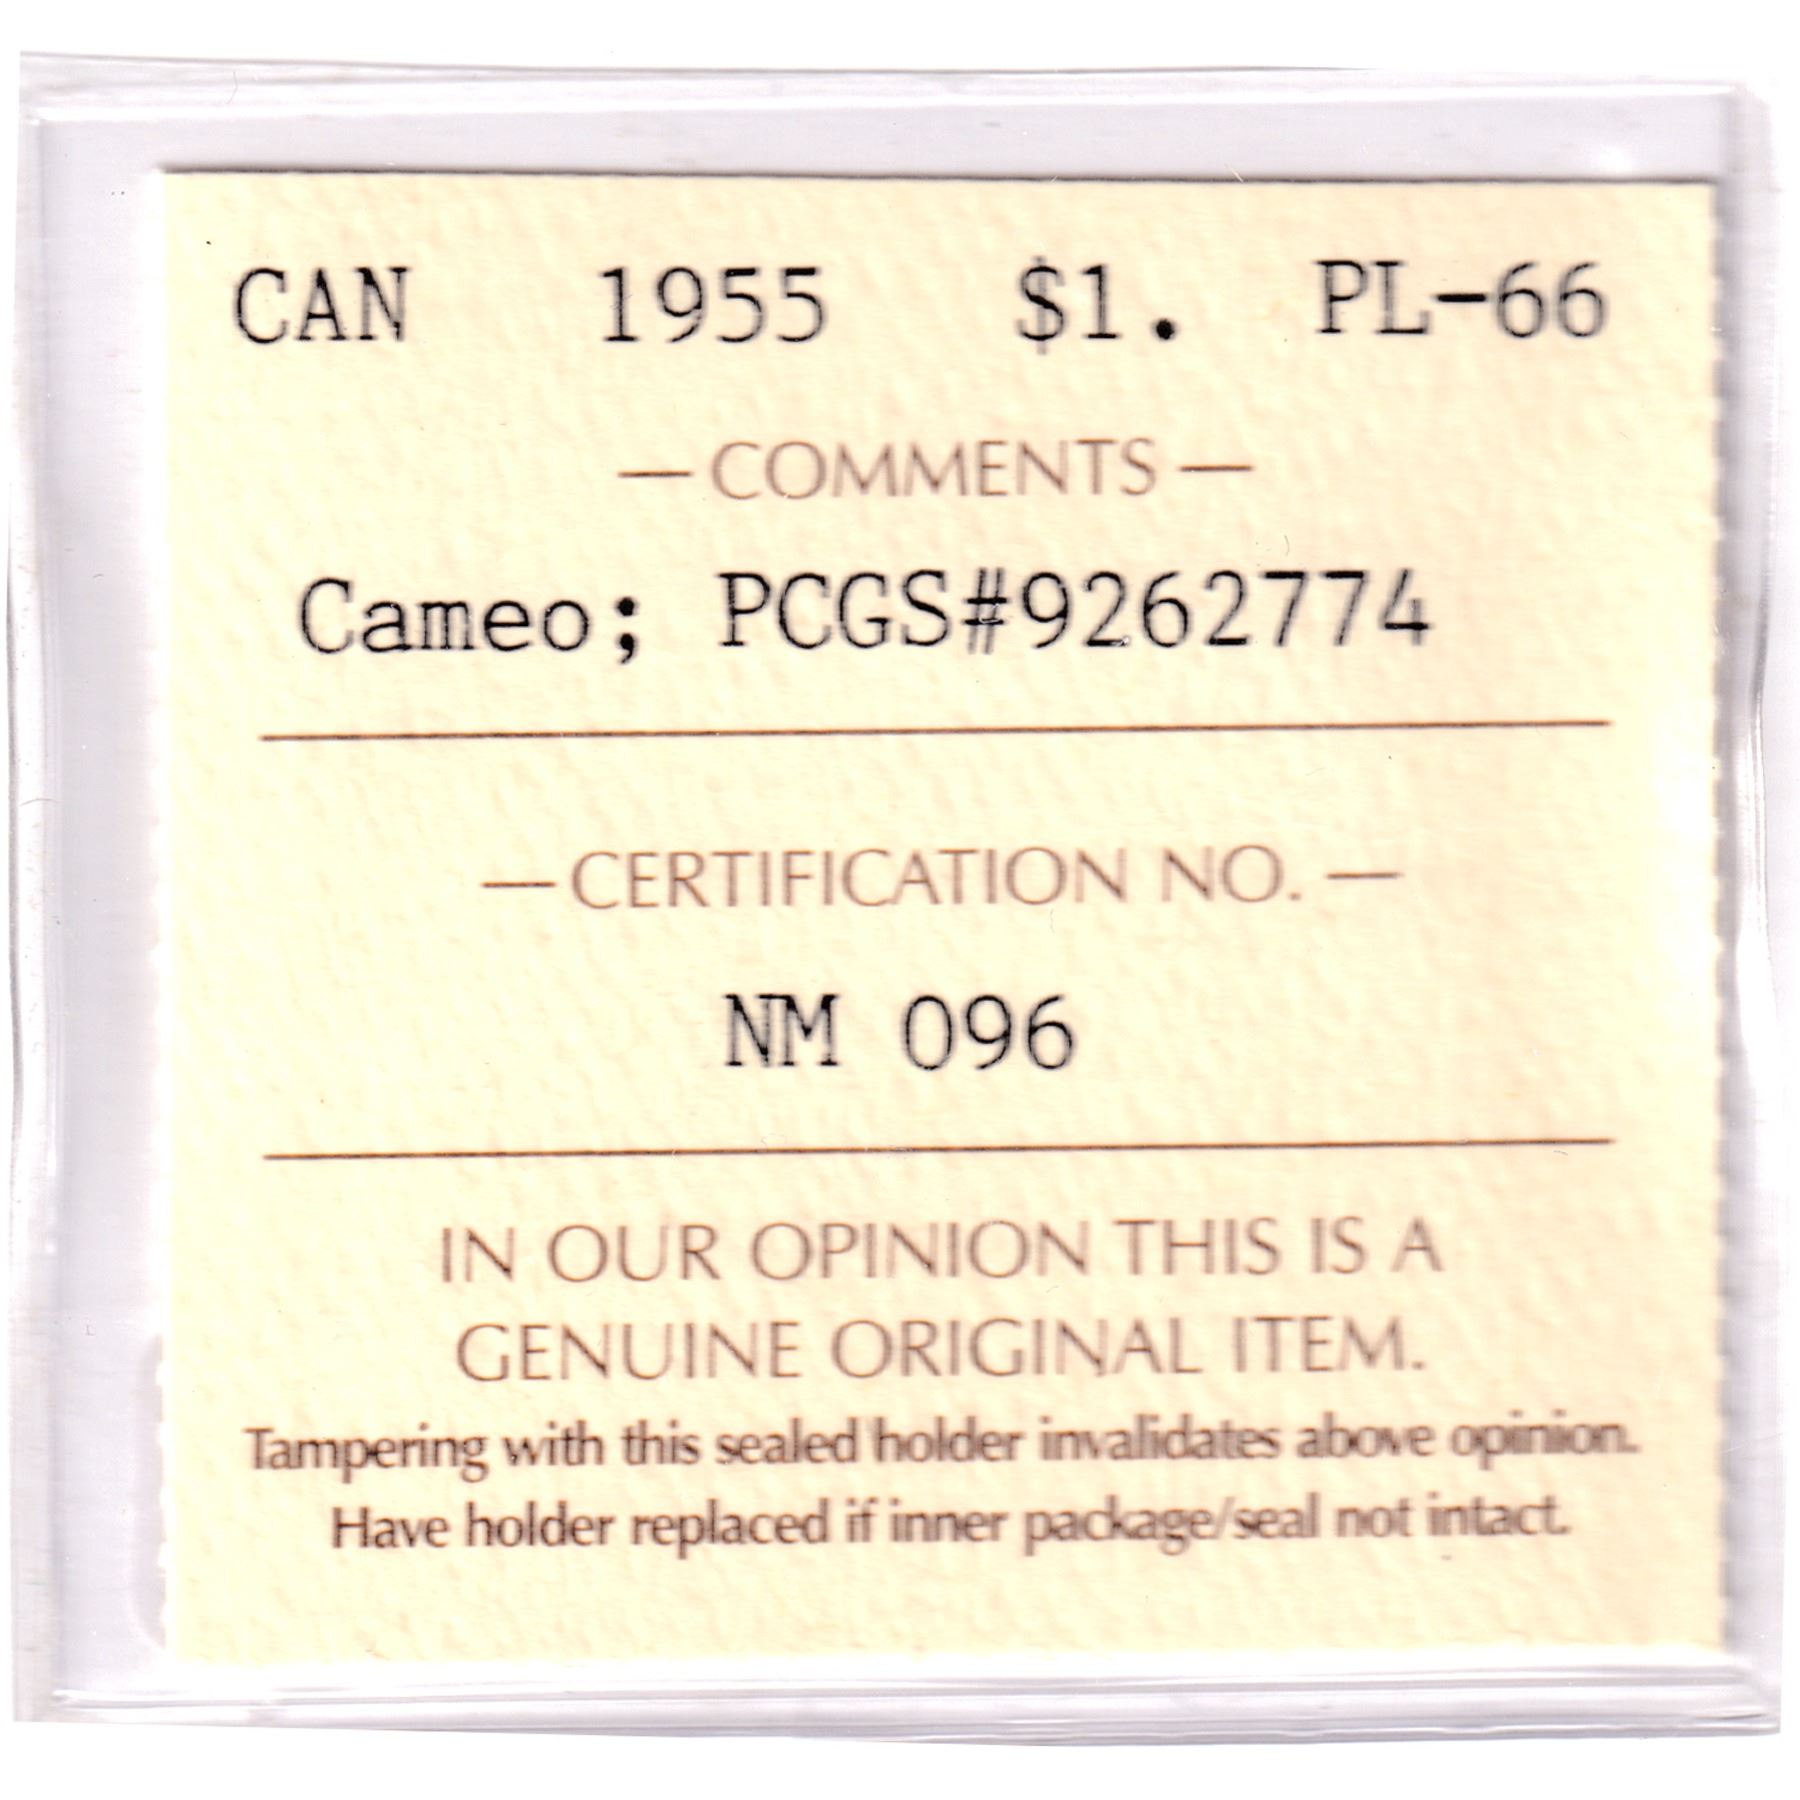 CAN 1955 $1. PL-66
—COMMENTS—
Cameo; PCGS#9262774
—CERTIFICATION NO.—
NM 096
IN OUR OPINION THIS IS A
GENUINE ORIGINAL ITEM.
Tampering with this sealed holder invalidates above opinion.
Have holder replaced if inner package/seal not intact.